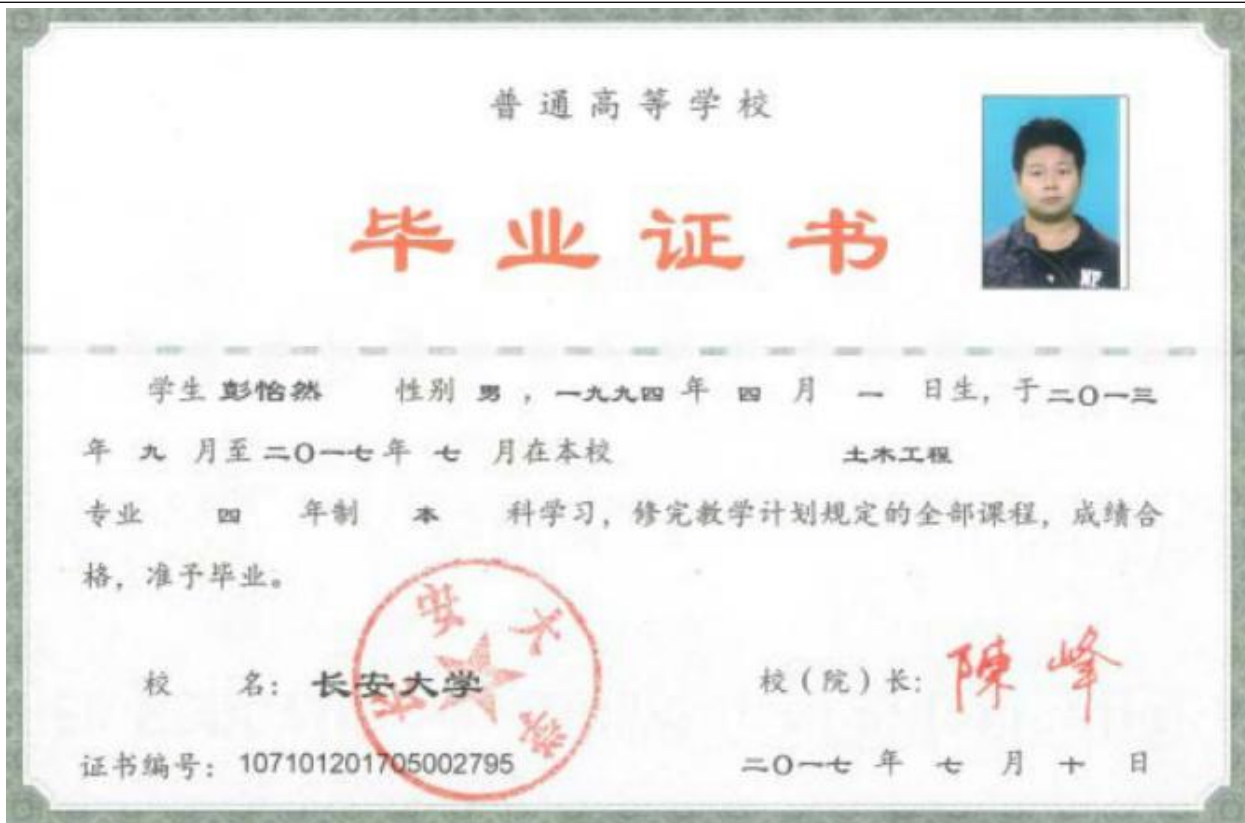 普通高等学校
毕业证书
学生 彭怡然 性别 男 ，一九九四 年 四 月 一 日生，于二〇一三
年 九 月至 二〇一七 年 七 月在本校 土木工程
专业 四 年制 本 科学习，修完教学计划规定的全部课程，成绩合
格，准予毕业。
长安大学
校 名：长安大学 校（院）长：陳峰
证书编号：107101201705002795 二〇一七 年 七 月 十 日
NP